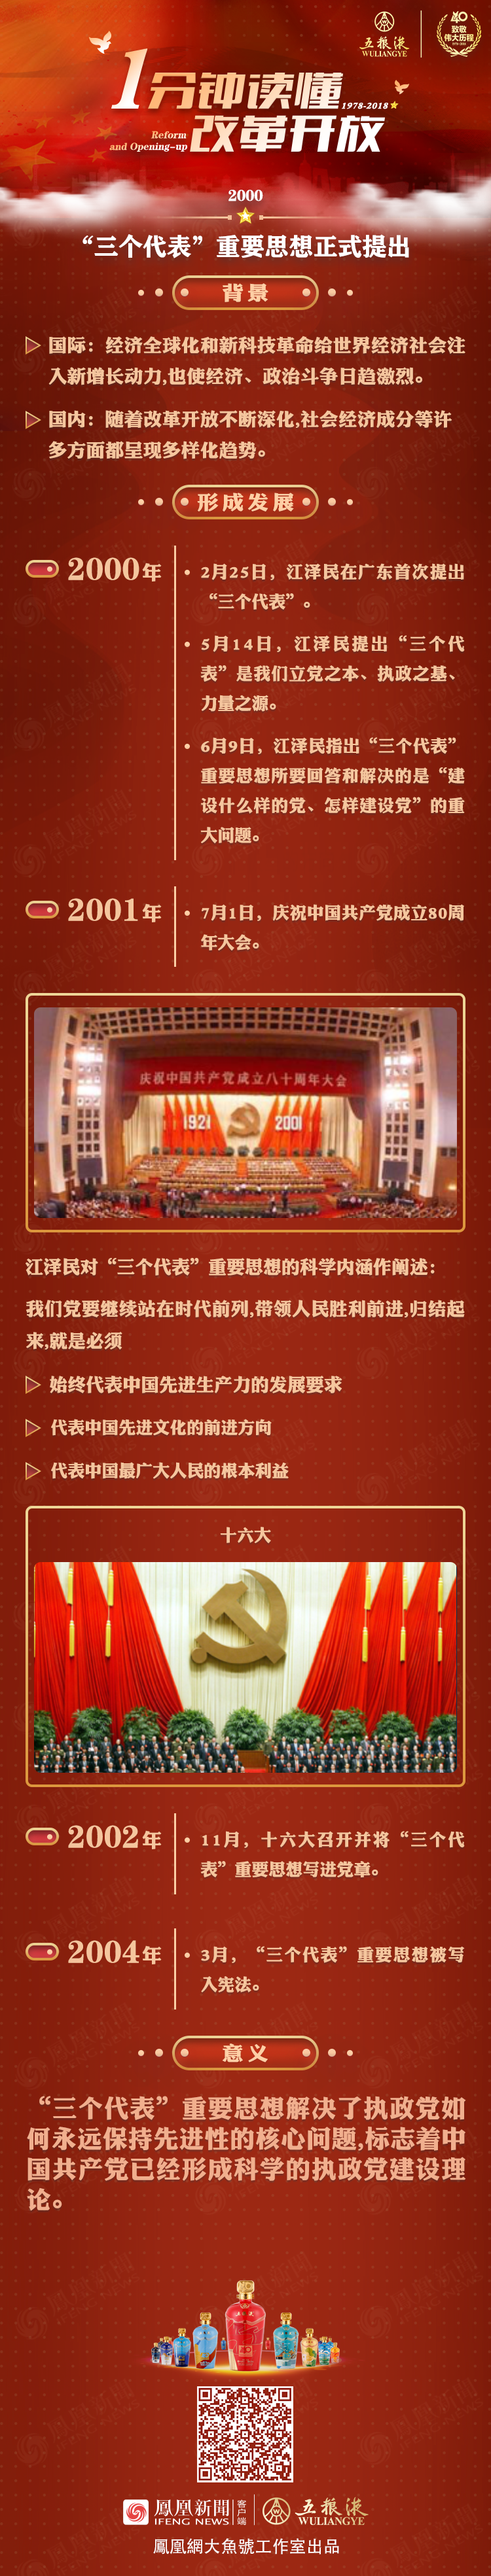 五粮液
WULIANGYE
40
致敬
伟大历程
1分钟读懂
改革开放
1978-2018
Reform
and Opening-up
2000
“三个代表”重要思想正式提出
背景
国际：经济全球化和新科技革命给世界经济社会注
入新增长动力,也使经济、政治斗争日趋激烈。
国内：随着改革开放不断深化,社会经济成分等许
多方面都呈现多样化趋势。
形成发展
2000年
2月25日，江泽民在广东首次提出
“三个代表”。
5月14日，江泽民提出“三个代
表”是我们立党之本、执政之基、
力量之源。
6月9日，江泽民指出“三个代表”
重要思想所要回答和解决的是“建
设什么样的党、怎样建设党”的重
大问题。
2001年
7月1日，庆祝中国共产党成立80周
年大会。
庆祝中国共产党成立八十周年大会
1921 2001
江泽民对“三个代表”重要思想的科学内涵作阐述：
我们党要继续站在时代前列,带领人民胜利前进,归结起
来,就是必须
始终代表中国先进生产力的发展要求
代表中国先进文化的前进方向
代表中国最广大人民的根本利益
十六大
2002年
11月，十六大召开并将“三个代
表”重要思想写进党章。
2004年
3月，“三个代表”重要思想被写
入宪法。
意义
“三个代表”重要思想解决了执政党如
何永远保持先进性的核心问题,标志着中
国共产党已经形成科学的执政党建设理
论。
鳳凰新聞 客户端
IFENG NEWS
五粮液
WULIANGYE
鳳凰網大魚號工作室出品